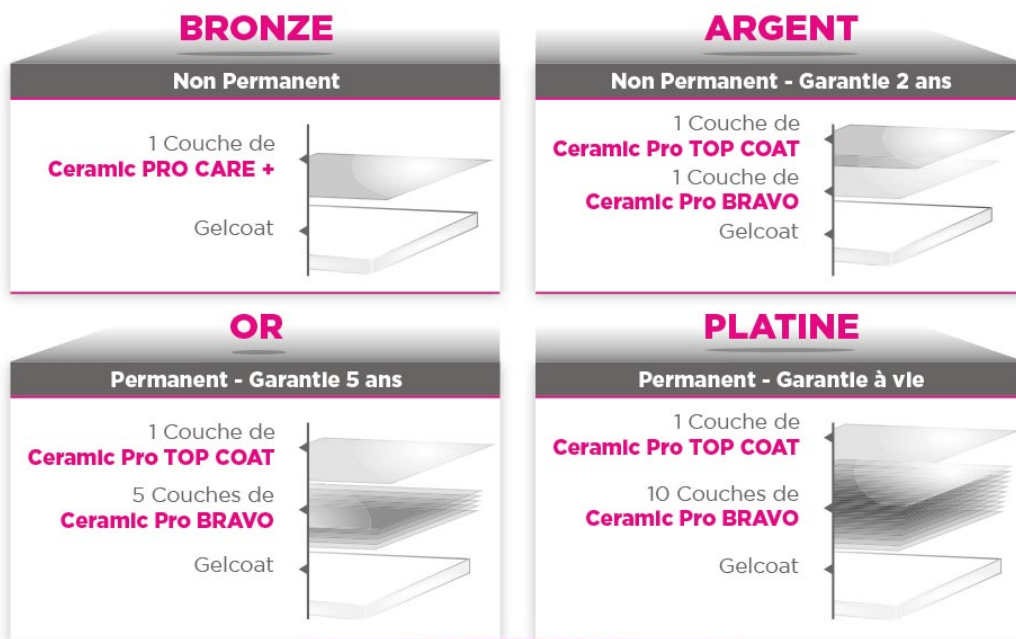 BRONZE
Non Permanent
1 Couche de
Ceramic PRO CARE +
Gelcoat
ARGENT
Non Permanent - Garantie 2 ans
1 Couche de
Ceramic Pro TOP COAT
1 Couche de
Ceramic Pro BRAVO
Gelcoat
OR
Permanent - Garantie 5 ans
1 Couche de
Ceramic Pro TOP COAT
5 Couches de
Ceramic Pro BRAVO
Gelcoat
PLATINE
Permanent - Garantie à vie
1 Couche de
Ceramic Pro TOP COAT
10 Couches de
Ceramic Pro BRAVO
Gelcoat